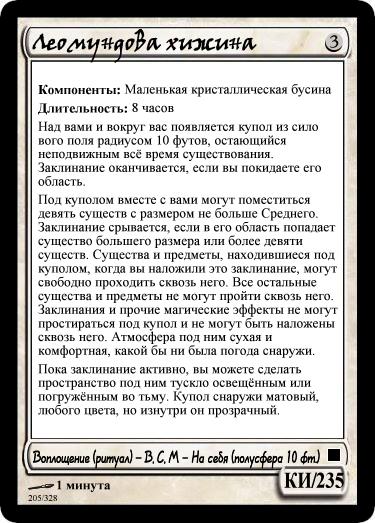 Леомундова хижина 3
Компоненты: Маленькая кристаллическая бусина
Длительность: 8 часов
Над вами и вокруг вас появляется купол из сило
вого поля радиусом 10 футов, остающийся
неподвижным всё время существования.
Заклинание оканчивается, если вы покидаете его
область.
Под куполом вместе с вами могут поместиться
девять существ с размером не больше Среднего.
Заклинание срывается, если в его область попадает
существо большего размера или более девяти
существ. Существа и предметы, находившиеся под
куполом, когда вы наложили это заклинание, могут
свободно проходить сквозь него. Все остальные
существа и предметы не могут пройти сквозь него.
Заклинания и прочие магические эффекты не могут
простираться под купол и не могут быть наложены
сквозь него. Атмосфера под ним сухая и
комфортная, какой бы ни была погода снаружи.
Пока заклинание активно, вы можете сделать
пространство под ним тускло освещённым или
погружённым во тьму. Купол снаружи матовый,
любого цвета, но изнутри он прозрачный.
Воплощение (ритуал) – В, С, М – На себя (полусфера 10 фт.)
КИ/235
1 минута
205/328